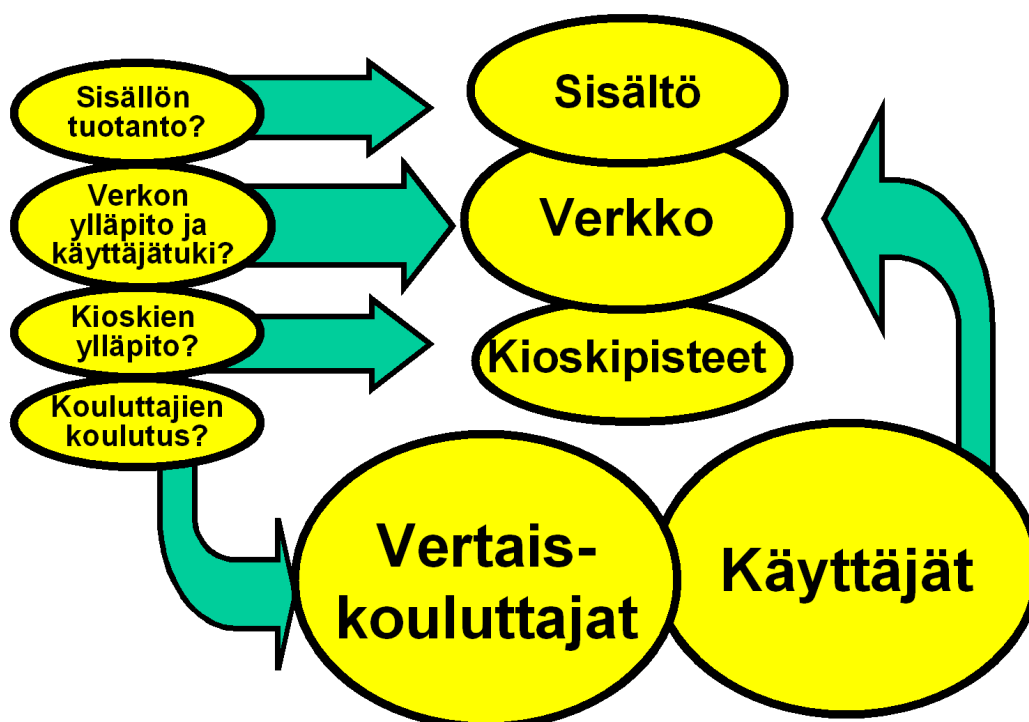 Sisällön
tuotanto?
Verkon
ylläpito ja
käyttäjätuki?
Kioskien
ylläpito?
Kouluttajien
koulutus?
Sisältö
Verkko
Kioskipisteet
Vertais-
kouluttajat
Käyttäjät